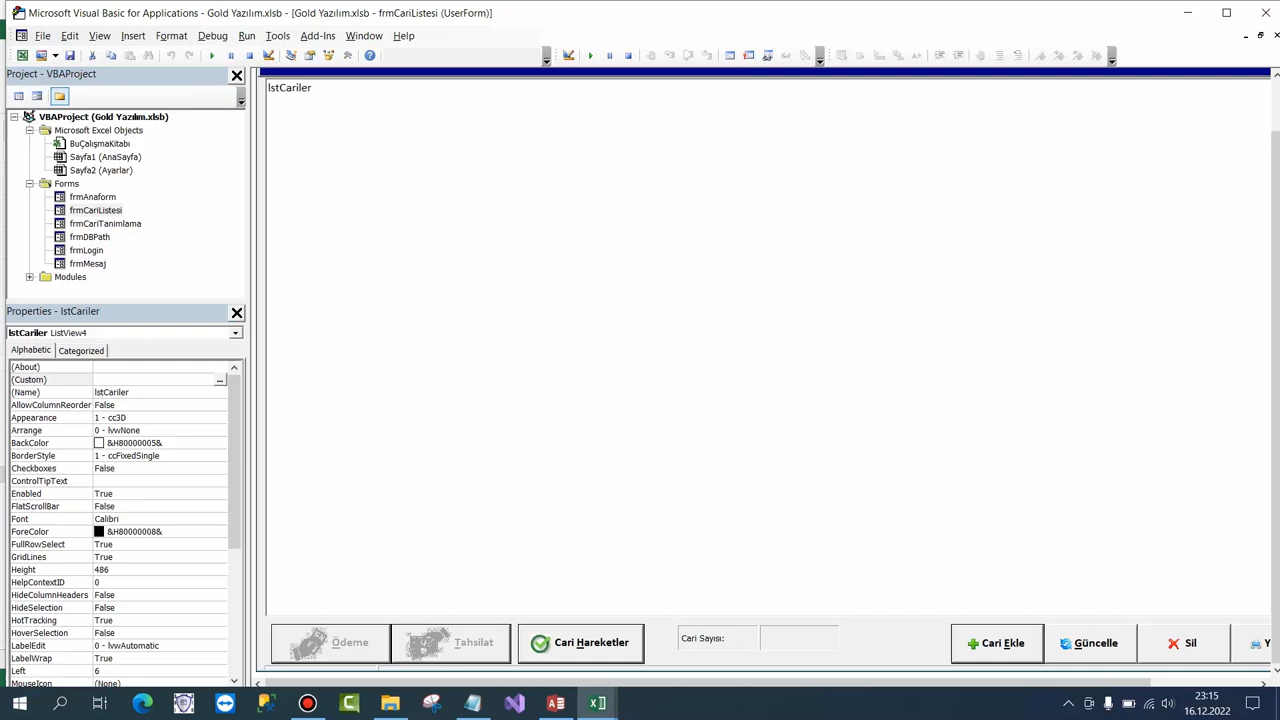 Microsoft Visual Basic for Applications - Gold Yazılım.xlsb - [Gold Yazılım.xlsb - frmCariListesi (UserForm)]
File Edit View Insert Format Debug Run Tools Add-Ins Window Help
Project - VBAProject
VBAProject (Gold Yazılım.xlsb)
Microsoft Excel Objects
BuÇalışmaKitabı
Sayfa1 (AnaSayfa)
Sayfa2 (Ayarlar)
Forms
frmAnaform
frmCariListesi
frmCariTanimlama
frmDBPath
frmLogin
frmMesaj
Modules
Properties - lstCariler
lstCariler ListView4
Alphabetic Categorized
(About)
(Custom) ...
(Name) lstCariler
AllowColumnReorder False
Appearance 1 - cc3D
Arrange 0 - lvwNone
BackColor &H80000005&
BorderStyle 1 - ccFixedSingle
Checkboxes False
ControlTipText
Enabled True
FlatScrollBar False
Font Calibri
ForeColor &H80000008&
FullRowSelect True
GridLines True
Height 486
HelpContextID 0
HideColumnHeaders False
HideSelection False
HotTracking True
HoverSelection False
LabelEdit 0 - lvwAutomatic
LabelWrap True
Left 6
MouseIcon (None)
lstCariler
Ödeme Tahsilat Cari Hareketler Cari Sayısı: Cari Ekle Güncelle Sil Y
23:15
16.12.2022